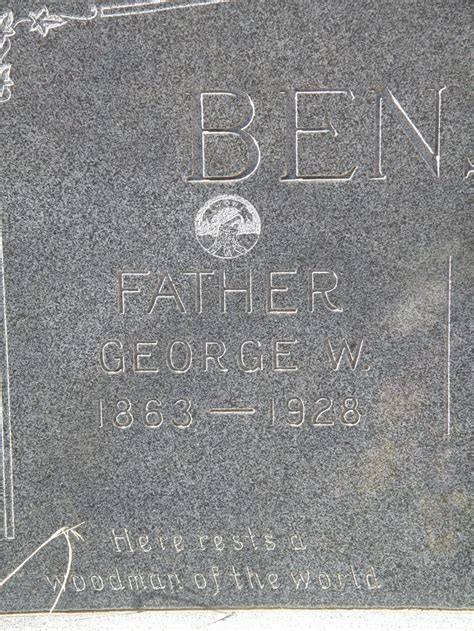 BEN
FATHER
GEORGE W.
1863 — 1928
Here rests a
woodman of the world